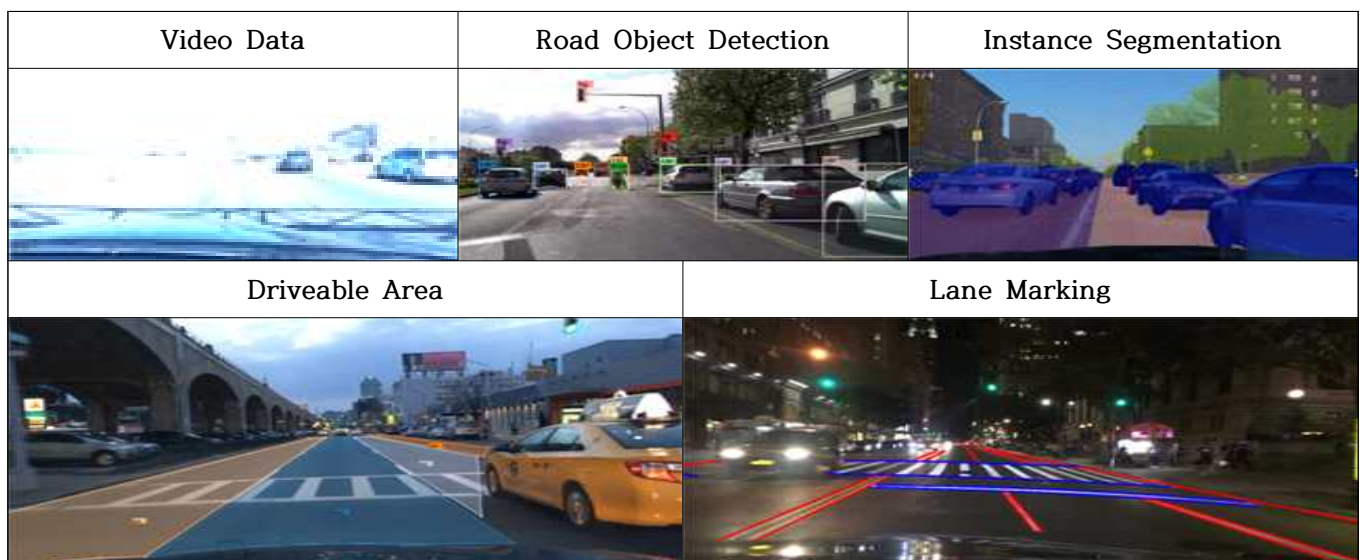 Video Data
Road Object Detection
Instance Segmentation
Driveable Area
Lane Marking